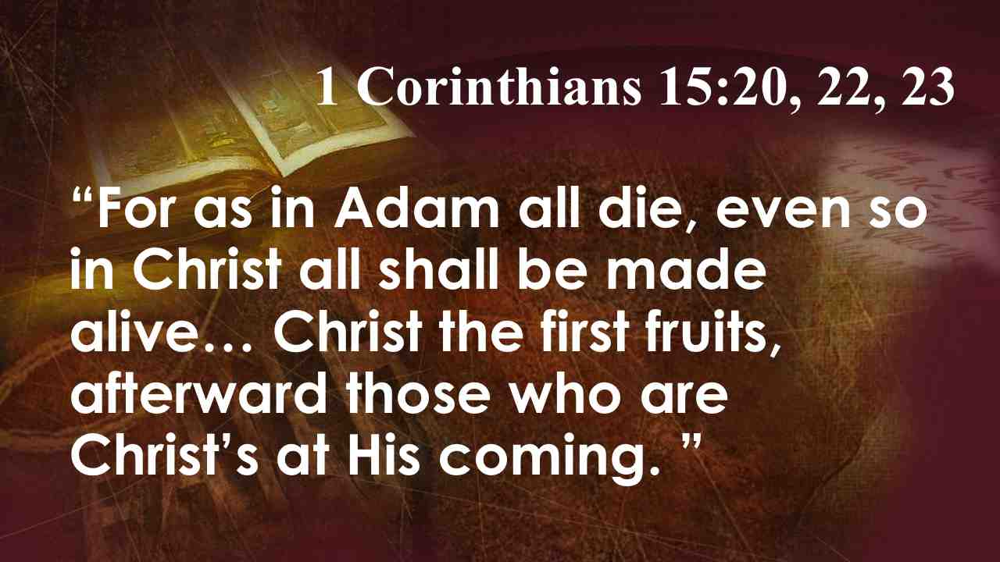 1 Corinthians 15:20, 22, 23
“For as in Adam all die, even so
in Christ all shall be made
alive… Christ the first fruits,
afterward those who are
Christ’s at His coming. ”